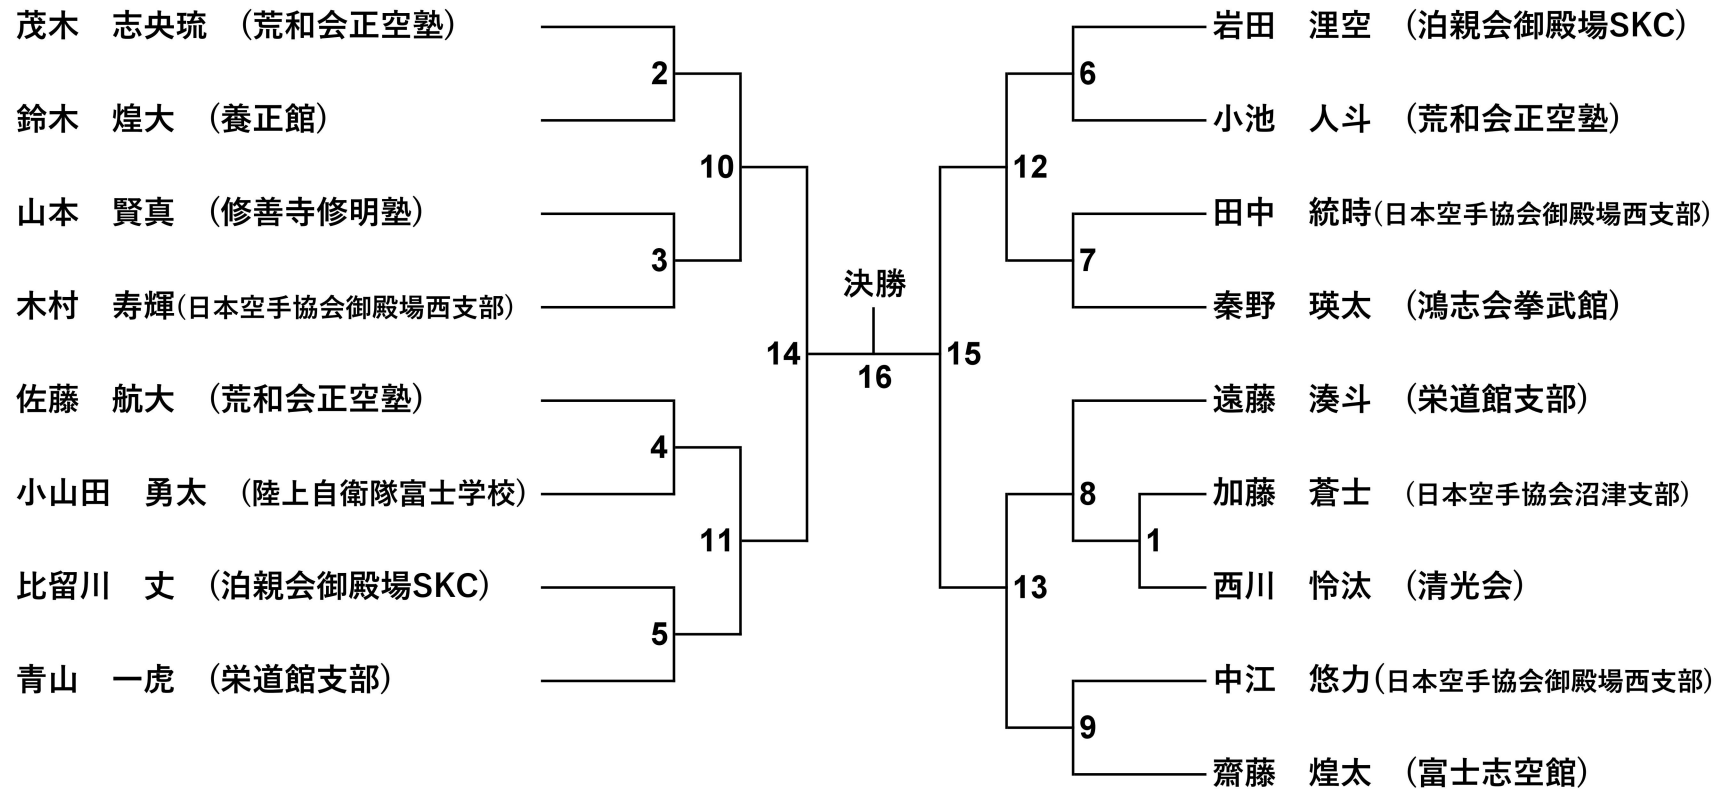 茂木　志央琉　(荒和会正空塾)
鈴木　煌大　(養正館)
山本　賢真　(修善寺修明塾)
木村　寿輝(日本空手協会御殿場西支部)
佐藤　航大　(荒和会正空塾)
小山田　勇太　(陸上自衛隊富士学校)
比留川　丈　(泊親会御殿場SKC)
青山　一虎　(栄道館支部)
2
3
4
5
10
11
14
決勝
16
15
12
13
6
7
8
1
9
岩田　浬空　(泊親会御殿場SKC)
小池　人斗　(荒和会正空塾)
田中　統時(日本空手協会御殿場西支部)
秦野　瑛太　(鴻志会拳武館)
遠藤　湊斗　(栄道館支部)
加藤　蒼士　(日本空手協会沼津支部)
西川　怜汰　(清光会)
中江　悠力(日本空手協会御殿場西支部)
齋藤　煌太　(富士志空館)